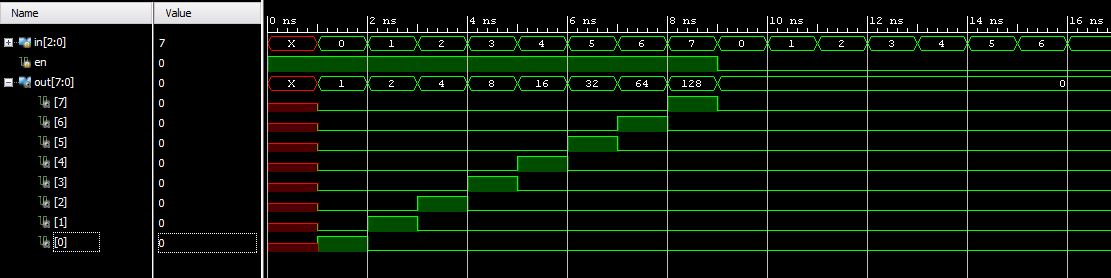 Name Value 0 ns 2 ns 4 ns 6 ns 8 ns 10 ns 12 ns 14 ns 16 ns
in[2:0] 7 X 0 1 2 3 4 5 6 7 0 1 2 3 4 5 6
en 0
out[7:0] 0 X 1 2 4 8 16 32 64 128 0
[7] 0
[6] 0
[5] 0
[4] 0
[3] 0
[2] 0
[1] 0
[0] 0